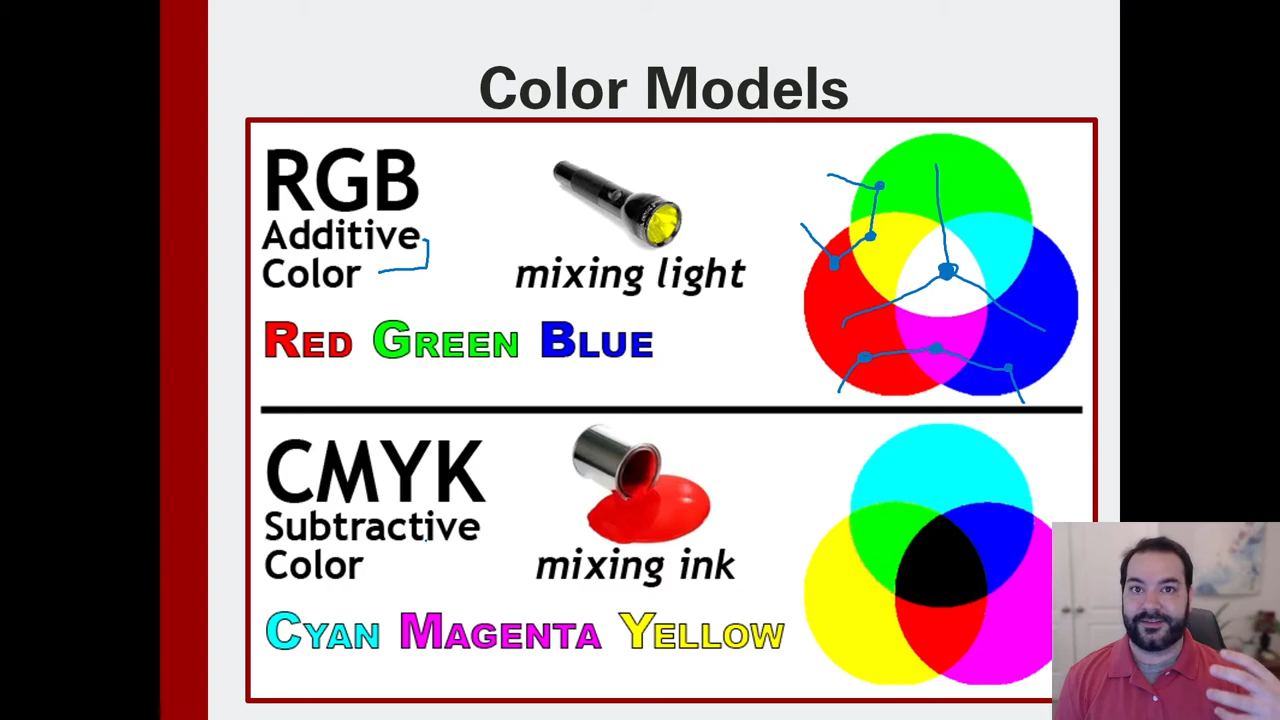 Color Models
RGB
Additive
Color
mixing light
RED GREEN BLUE
CMYK
Subtractive
Color
mixing ink
CYAN MAGENTA YELLOW